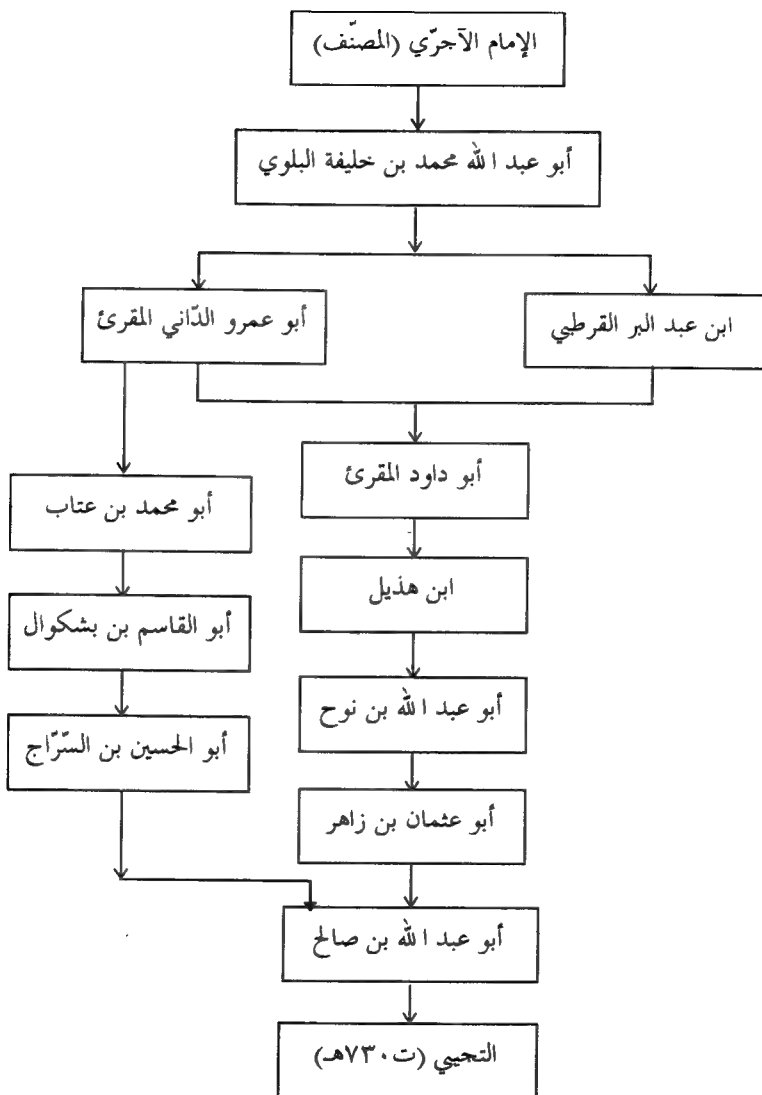 الإمام الآجرّي (المصنّف)
أبو عبد الله محمد بن خليفة البلوي
ابن عبد البر القرطبي
أبو عمرو الدّاني المقرئ
أبو داود المقرئ
أبو محمد بن عتاب
ابن هذيل
أبو القاسم بن بشكوال
أبو عبد الله بن نوح
أبو الحسين بن السّرّاج
أبو عثمان بن زاهر
أبو عبد الله بن صالح
التجيبي (ت٧٣٠هـ)